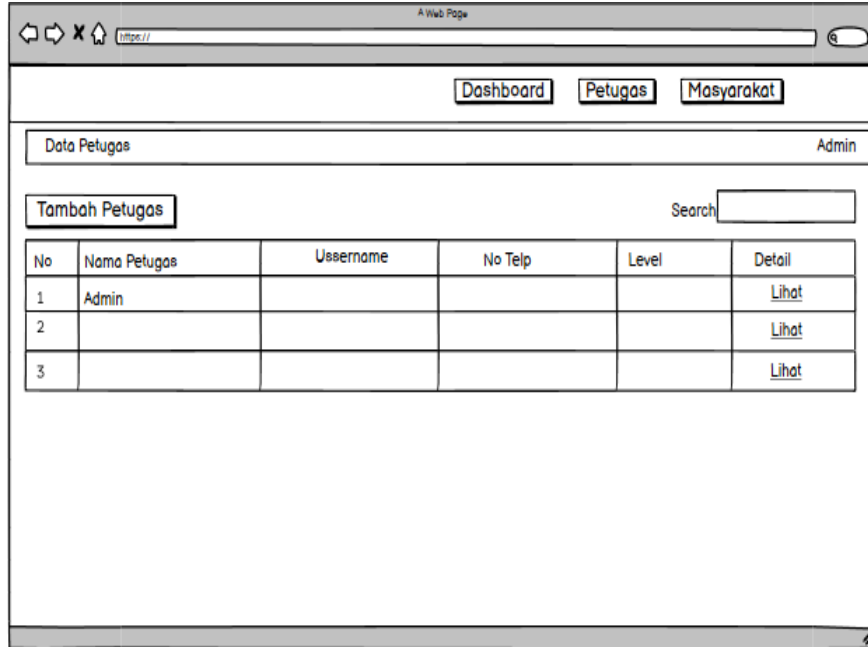 A Web Page
https://
Dashboard Petugas Masyarakat
Data Petugas Admin
Tambah Petugas Search
No Nama Petugas Ussername No Telp Level Detail
1 Admin Lihat
2 Lihat
3 Lihat